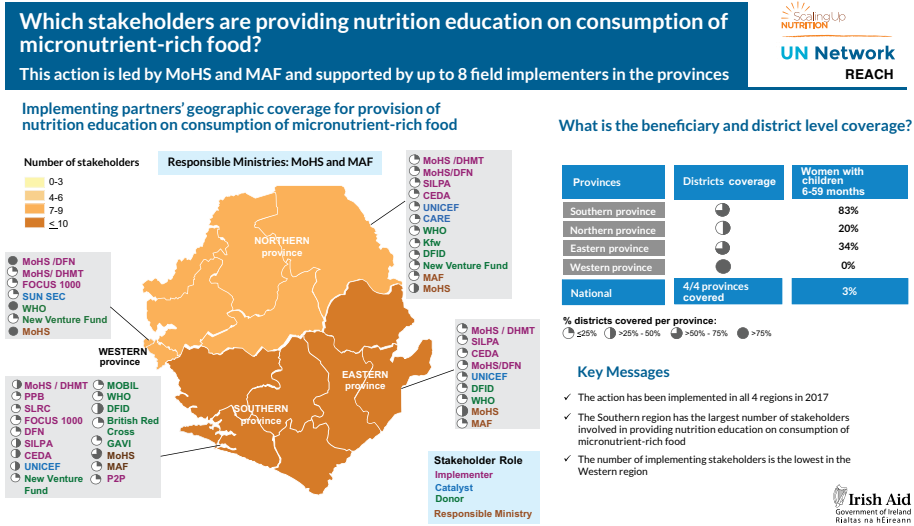 Which stakeholders are providing nutrition education on consumption of
micronutrient-rich food?
This action is led by MoHS and MAF and supported by up to 8 field implementers in the provinces
ScalingUp
NUTRITION
UN Network
REACH
Implementing partners' geographic coverage for provision of
nutrition education on consumption of micronutrient-rich food
Number of stakeholders
0-3
4-6
7-9
< 10
Responsible Ministries: MoHS and MAF
MoHS /DHMT
MoHS/DFN
SILPA
CEDA
UNICEF
CARE
WHO
Kfw
DFID
New Venture Fund
MAF
MoHS
NORTHERN
province
MoHS /DFN
MoHS/ DHMT
FOCUS 1000
SUN SEC
WHO
New Venture Fund
MoHS
WESTERN
province
MoHS / DHMT
SILPA
CEDA
MoHS/DFN
UNICEF
DFID
WHO
MoHS
MAF
EASTERN
province
SOUTHERN
province
MoHS / DHMT
PPB
SLRC
FOCUS 1000
DFN
SILPA
CEDA
UNICEF
New Venture
Fund
MOBIL
WHO
DFID
British Red
Cross
GAVI
MoHS
MAF
P2P
Stakeholder Role
Implementer
Catalyst
Donor
Responsible Ministry
What is the beneficiary and district level coverage?
Provinces
Districts coverage
Women with
children
6-59 months
Southern province 83%
Northern province 20%
Eastern province 34%
Western province 0%
National 4/4 provinces
covered 3%
% districts covered per province:
≤25% >25% - 50% >50% - 75% >75%
Key Messages
✓ The action has been implemented in all 4 regions in 2017
✓ The Southern region has the largest number of stakeholders
involved in providing nutrition education on consumption of
micronutrient-rich food
✓ The number of implementing stakeholders is the lowest in the
Western region
Irish Aid
Government of Ireland
Rialtas na hÉireann